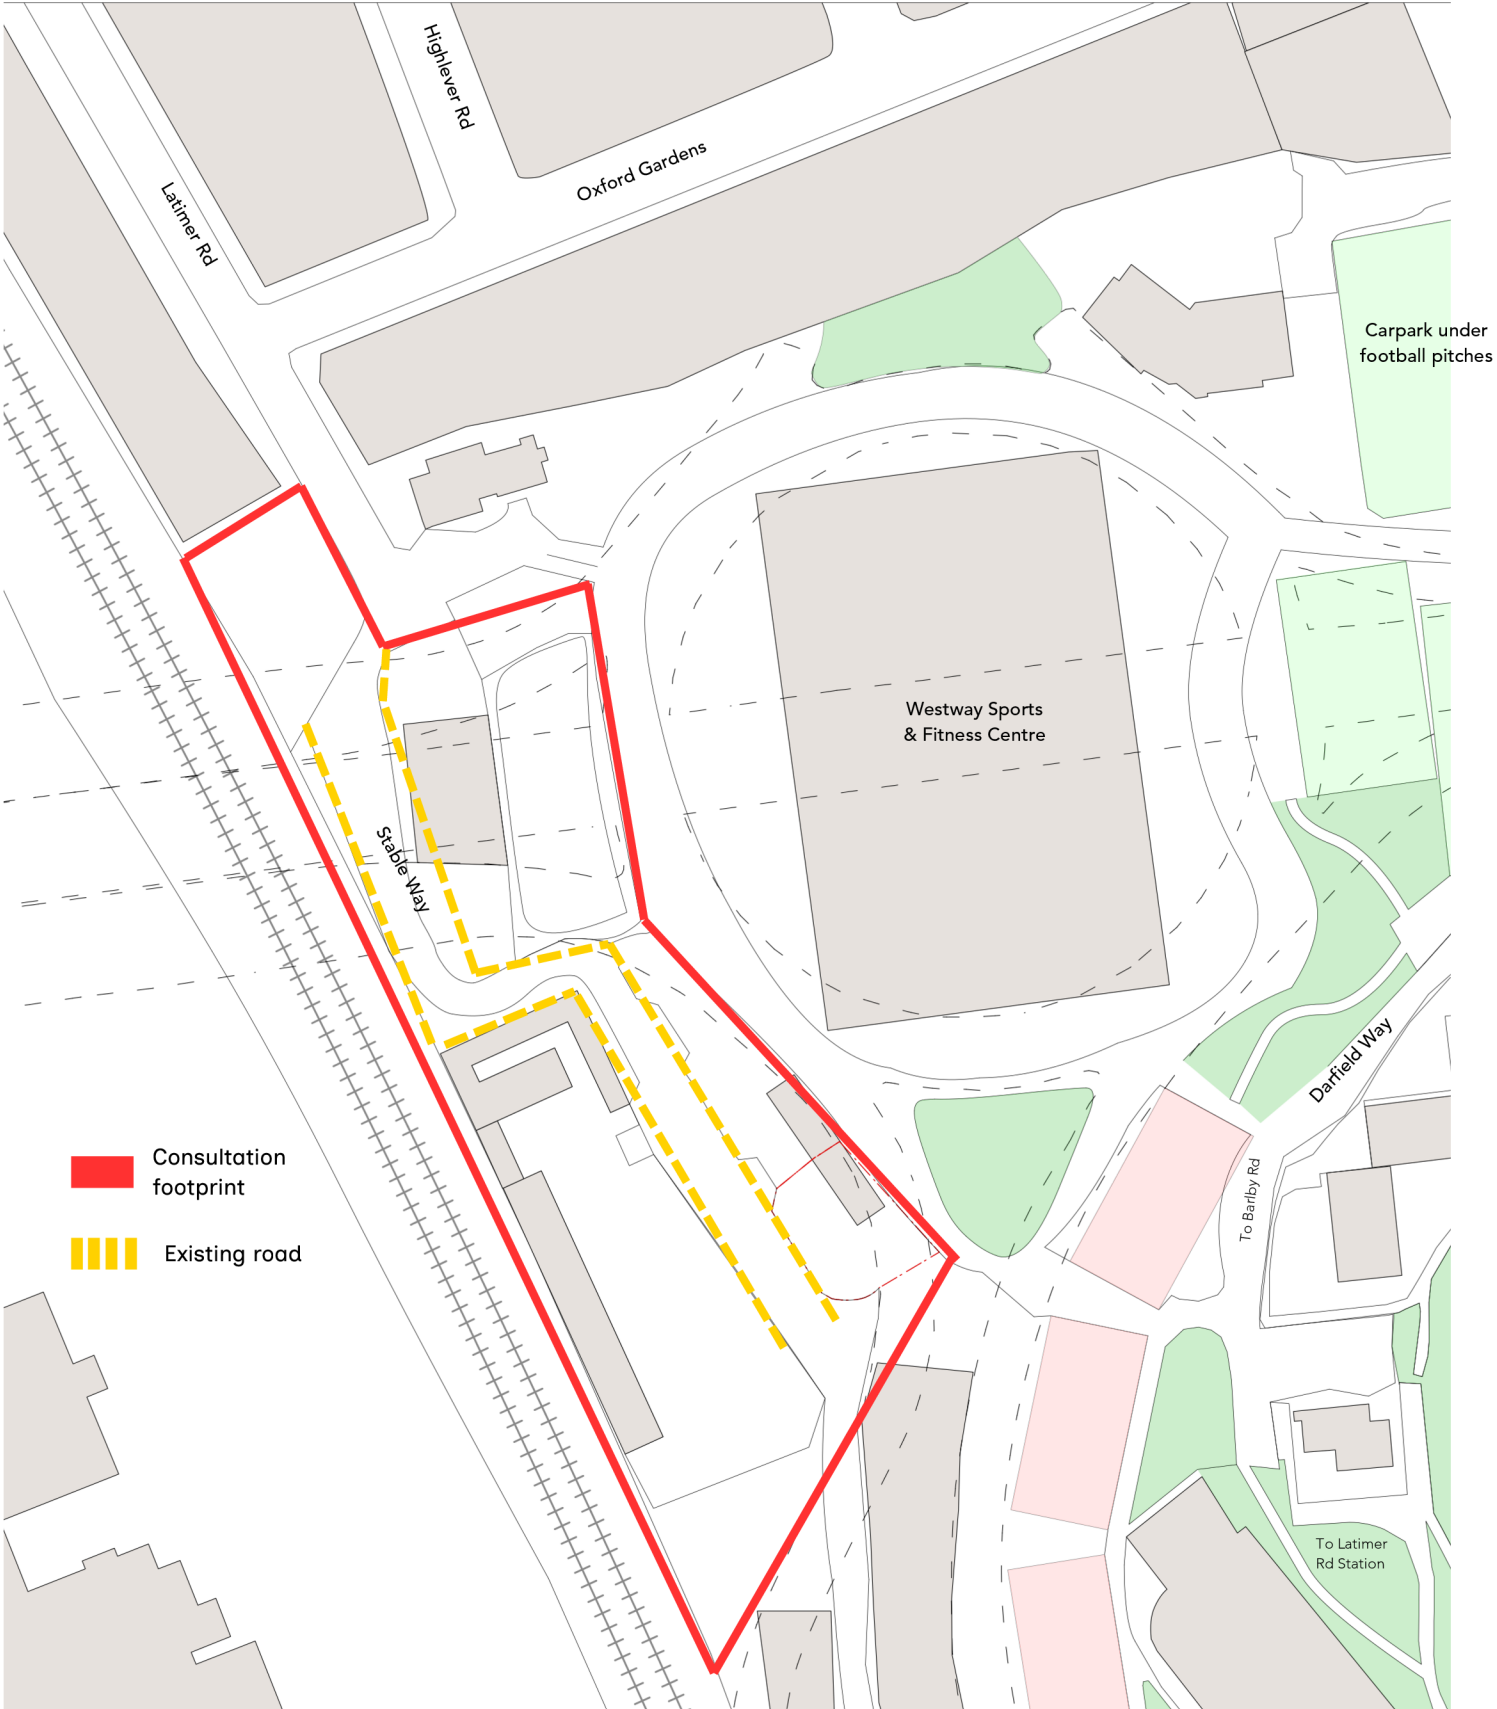 Highlever Rd
Oxford Gardens
Latimer Rd
Carpark under
football pitches
Westway Sports
& Fitness Centre
Stable Way
Darfield Way
Consultation
footprint
To Barlby Rd
Existing road
To Latimer
Rd Station